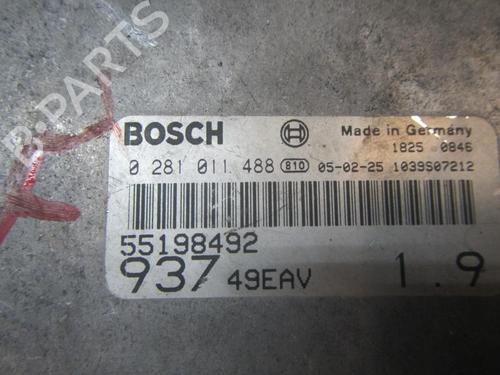 B-PARTS
BOSCH Made in Germany
1825 0846
0 281 011 488 810 05-02-25 1039S07212
55198492
937 49EAV 1.9